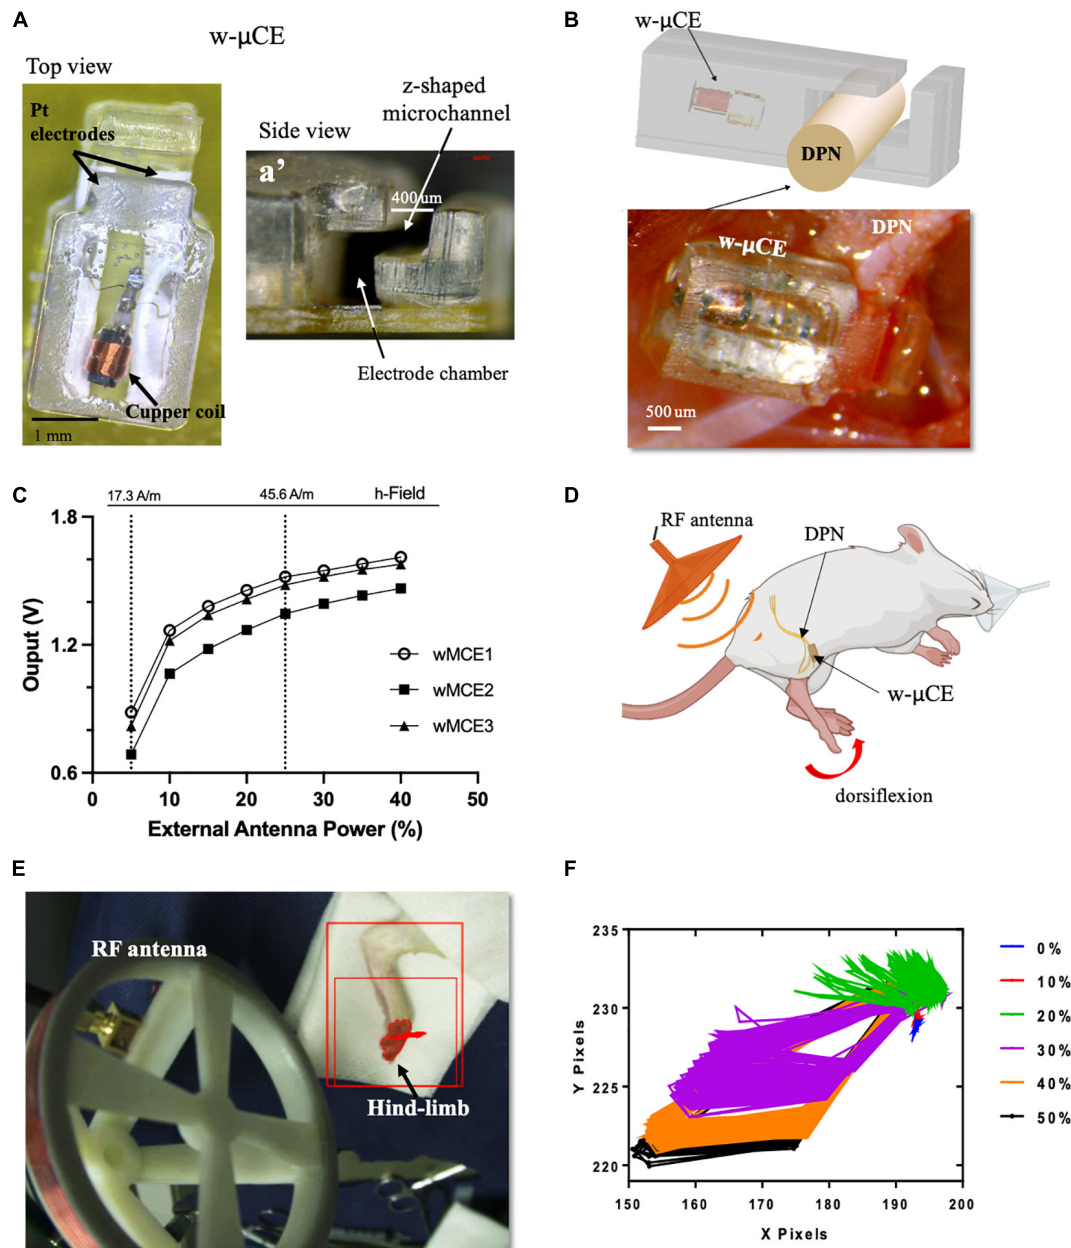 A
w-μCE
Top view
Pt
electrodes
Cupper coil
1 mm
z-shaped
microchannel
Side view
a’
400 um
Electrode chamber
B
w-μCE
DPN
w-μCE
DPN
500 um
C
17.3 A/m
45.6 A/m
h-Field
1.8
1.2
0.6
Ouput (V)
wMCE1
wMCE2
wMCE3
0
10
20
30
40
50
External Antenna Power (%)
D
RF antenna
DPN
w-μCE
dorsiflexion
E
RF antenna
Hind-limb
F
235
230
225
220
Y Pixels
150
160
170
180
190
200
X Pixels
0%
10%
20%
30%
40%
50%